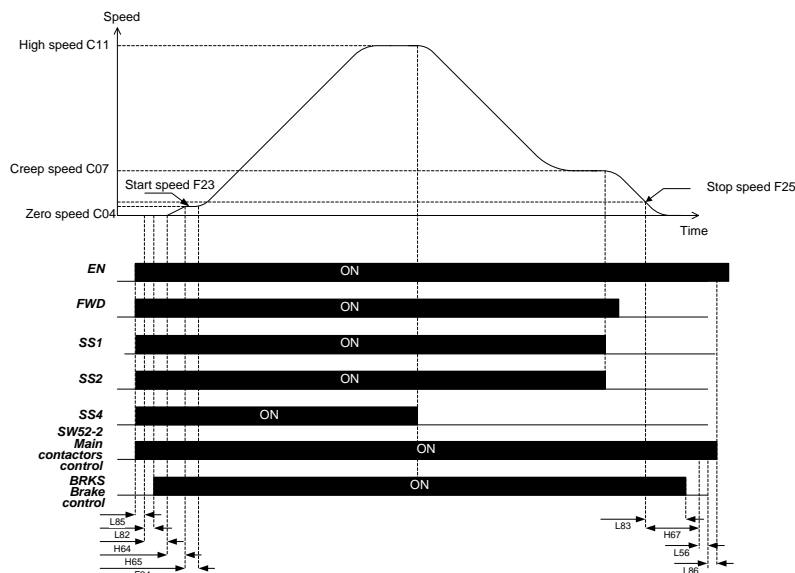 Speed
High speed C11
Creep speed C07
Start speed F23
Stop speed F25
Zero speed C04
Time
EN
ON
FWD
ON
SS1
ON
SS2
ON
SS4
ON
SW52-2
Main
contactors
control
ON
BRKS
Brake
control
ON
L85
L83
L82
H67
H64
L56
H65
L86